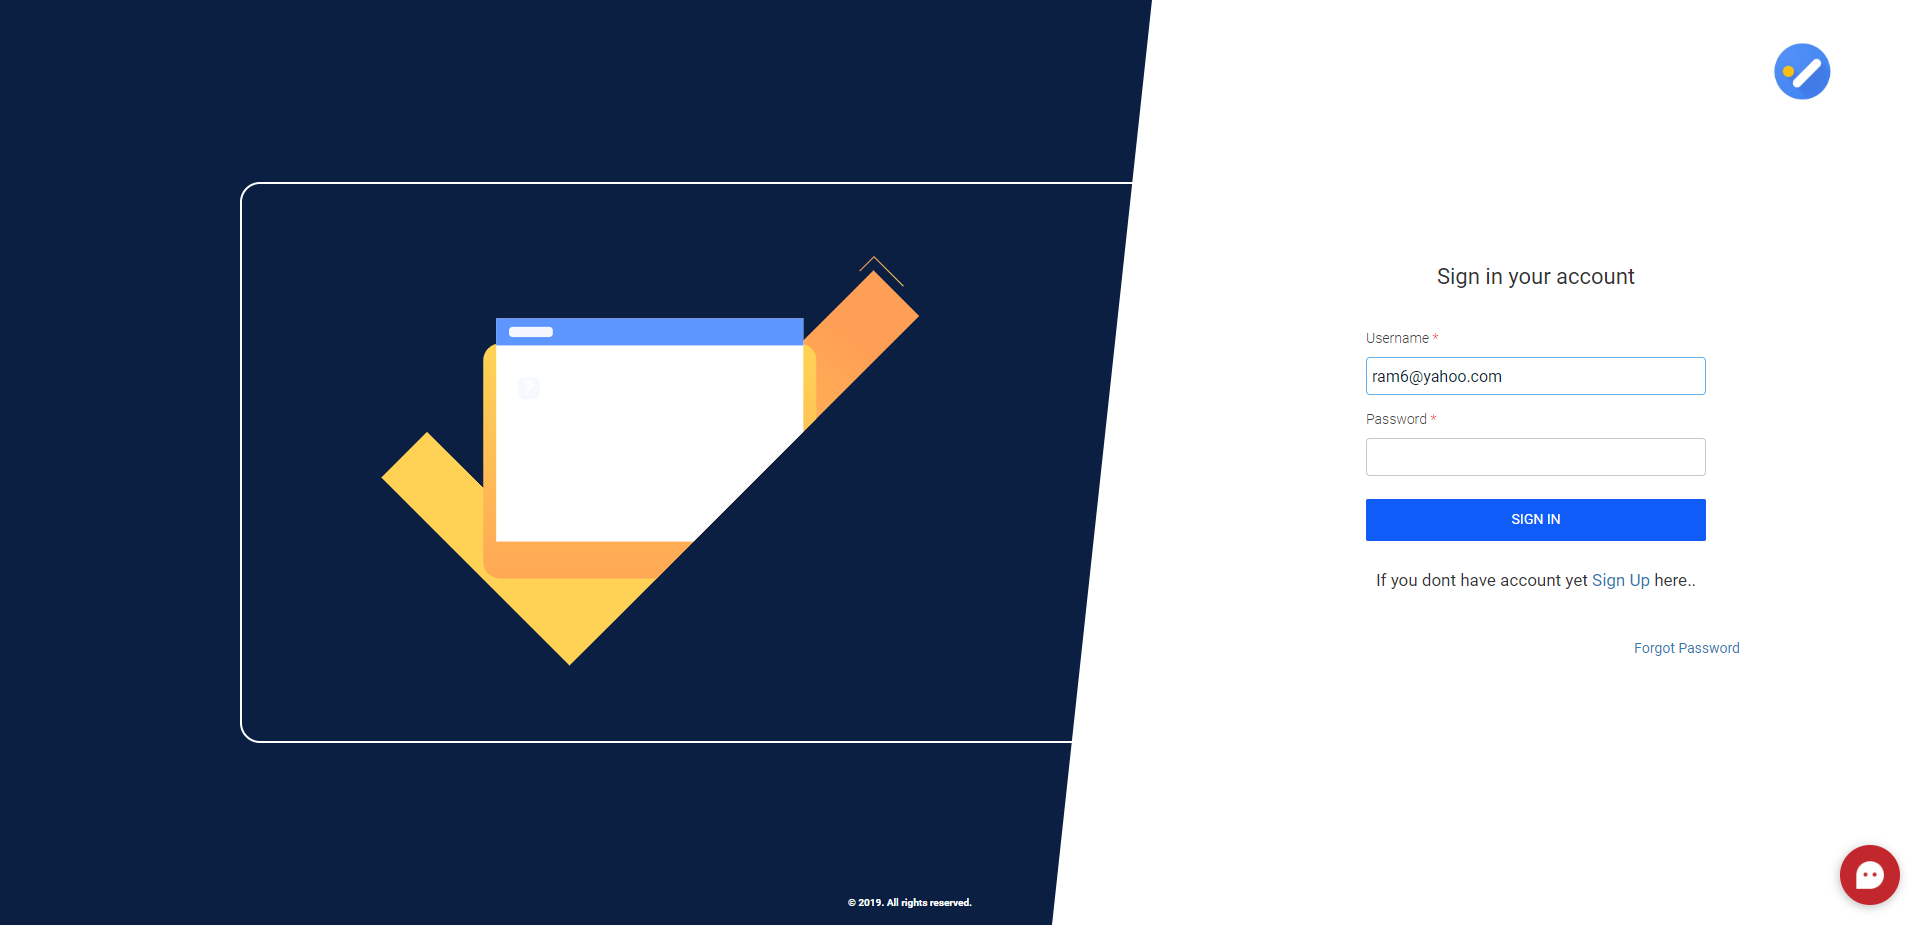 Sign in your account
Username *
ram6@yahoo.com
Password *
SIGN IN
If you dont have account yet Sign Up here..
Forgot Password
© 2019. All rights reserved.